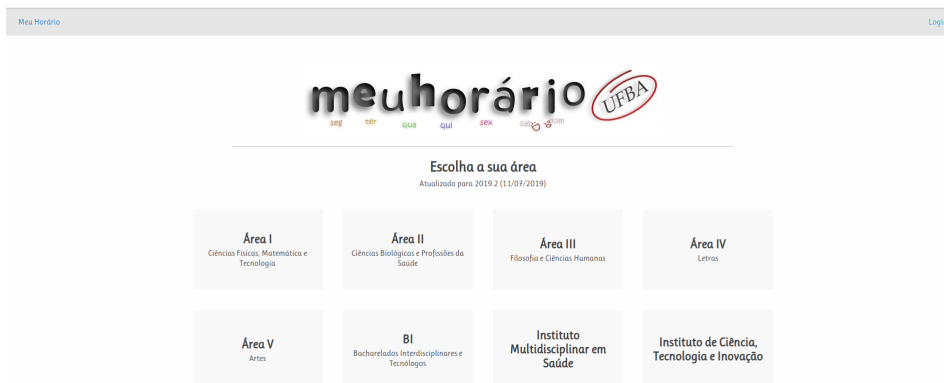 Meu Horário
Login
meuhorário UFBA
seg ter qua qui sex sab dom
Escolha a sua área
Atualizado para 2019.2 (11/07/2019)
Área I
Ciências Físicas, Matemática e
Tecnologia
Área II
Ciências Biológicas e Profissões da
Saúde
Área III
Filosofia e Ciências Humanas
Área IV
Letras
Área V
Artes
BI
Bacharelados Interdisciplinares e
Tecnólogos
Instituto
Multidisciplinar em
Saúde
Instituto de Ciência,
Tecnologia e Inovação